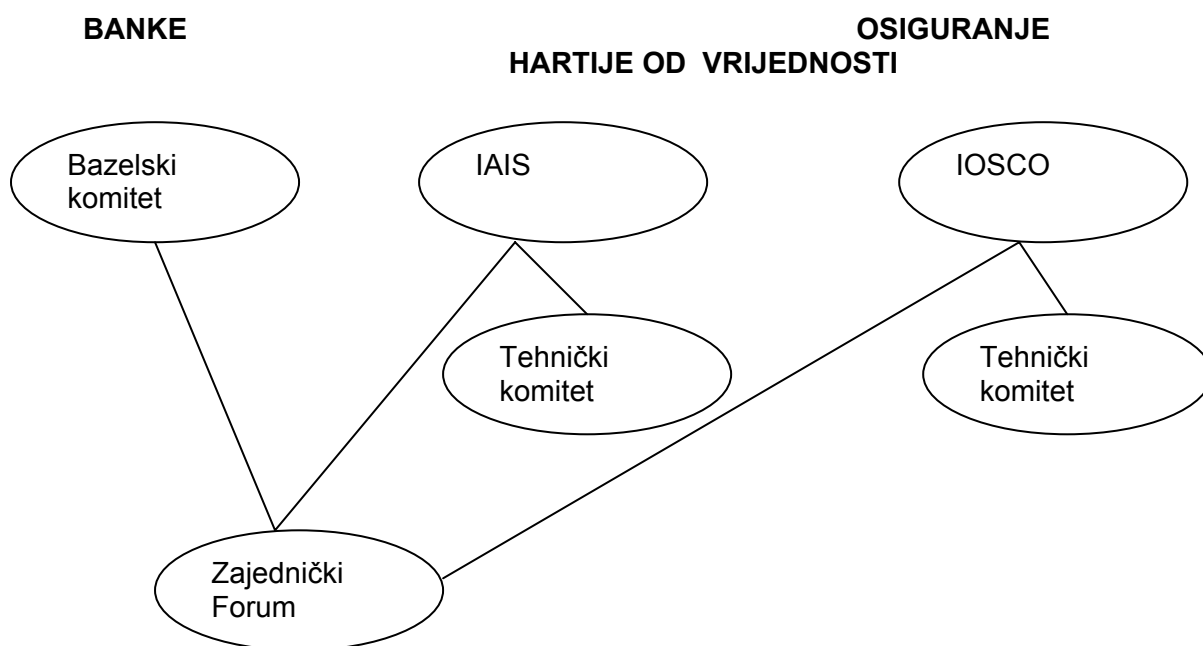 BANKE OSIGURANJE
HARTIJE OD VRIJEDNOSTI
Bazelski
komitet
IAIS
IOSCO
Tehnički
komitet
Tehnički
komitet
Zajednički
Forum